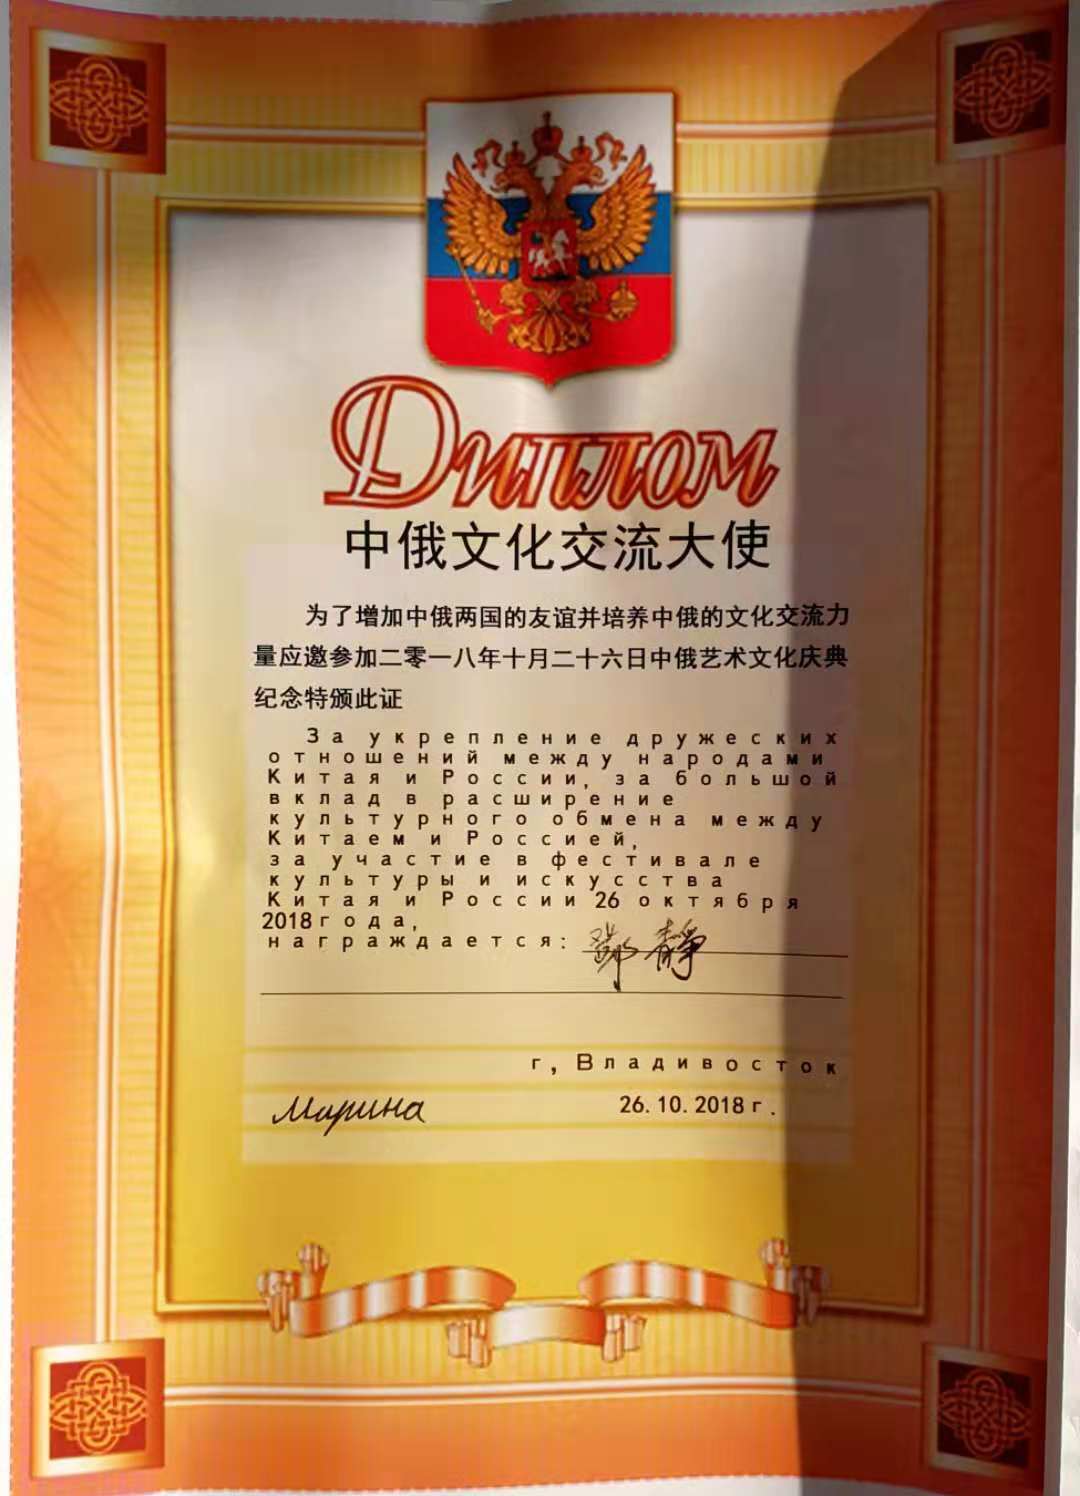 Диплом
中俄文化交流大使
为了增加中俄两国的友谊并培养中俄的文化交流力
量应邀参加二零一八年十月二十六日中俄艺术文化庆典
纪念特颁此证
За укрепление дружеских
отношений между народами
Китая и России, за большой
вклад в расширение
культурного обмена между
Китаем и Россией,
за участие в фестивале
культуры и искусства
Китая и России 26 октября
2018 года,
награждается: 鄧静
г, Владивосток
Марина 26.10.2018 г.